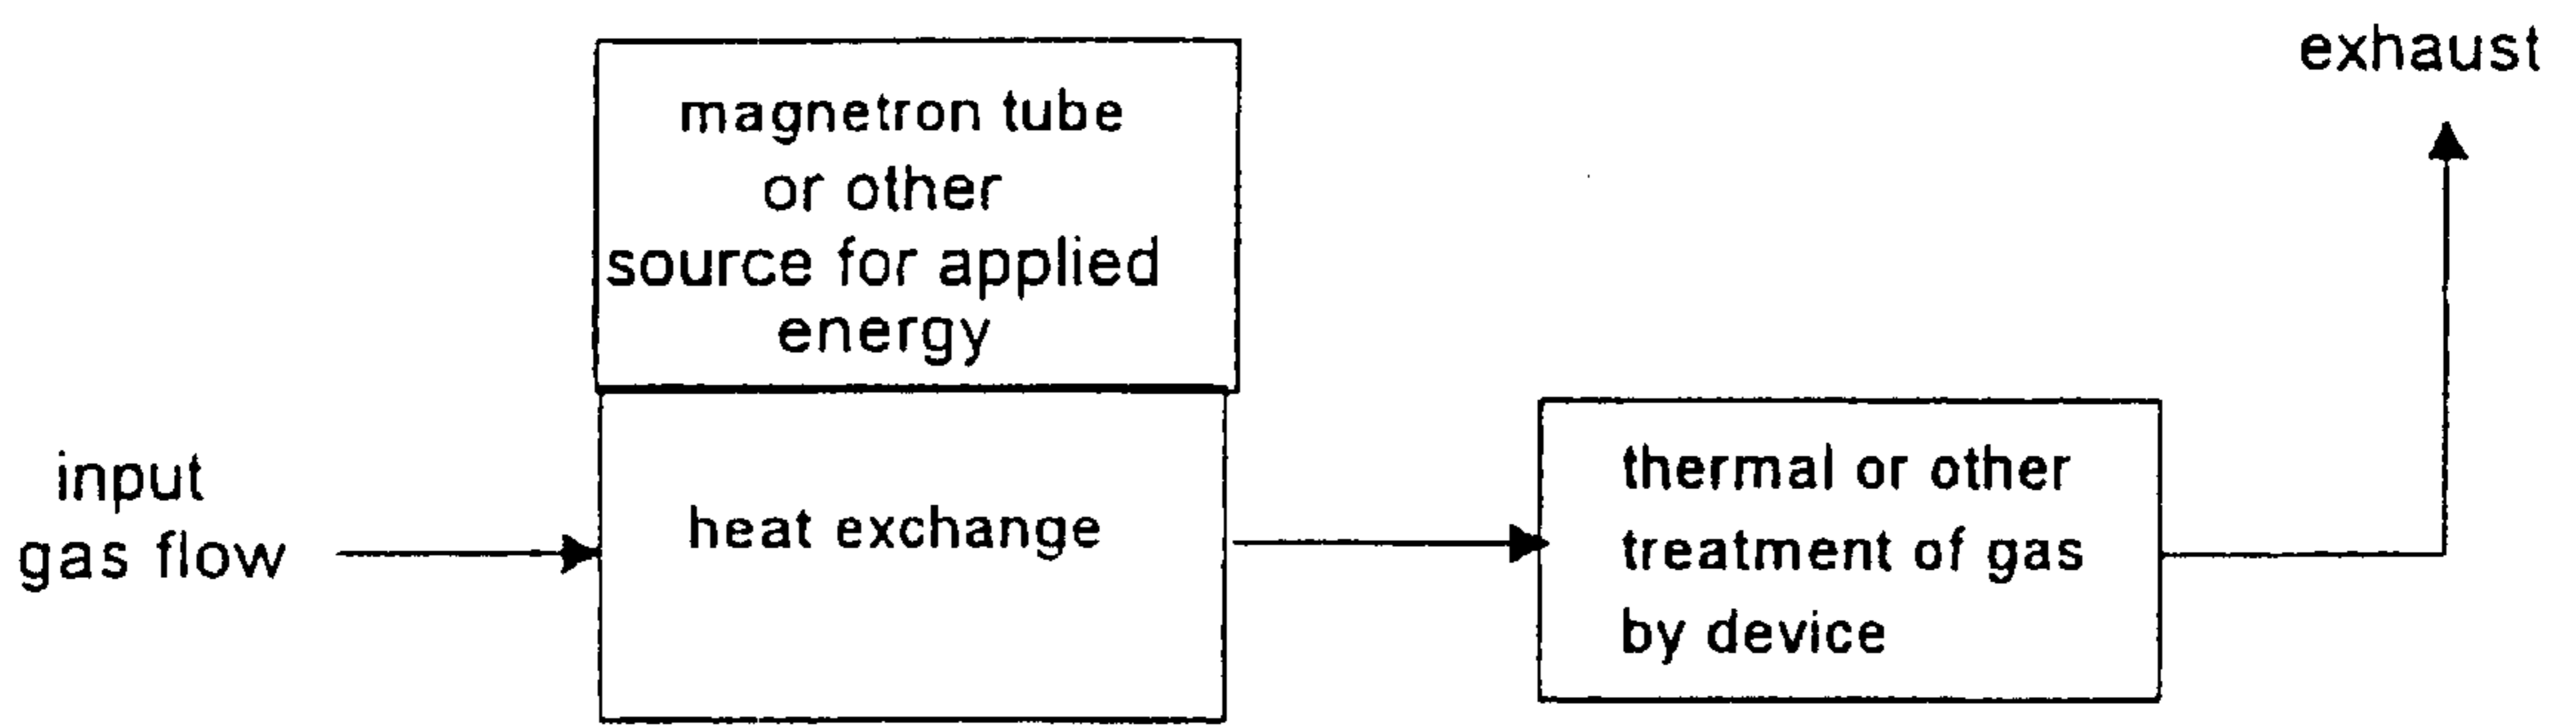 exhaust
magnetron tube
or other
source for applied
energy
input
gas flow
heat exchange
thermal or other
treatment of gas
by device